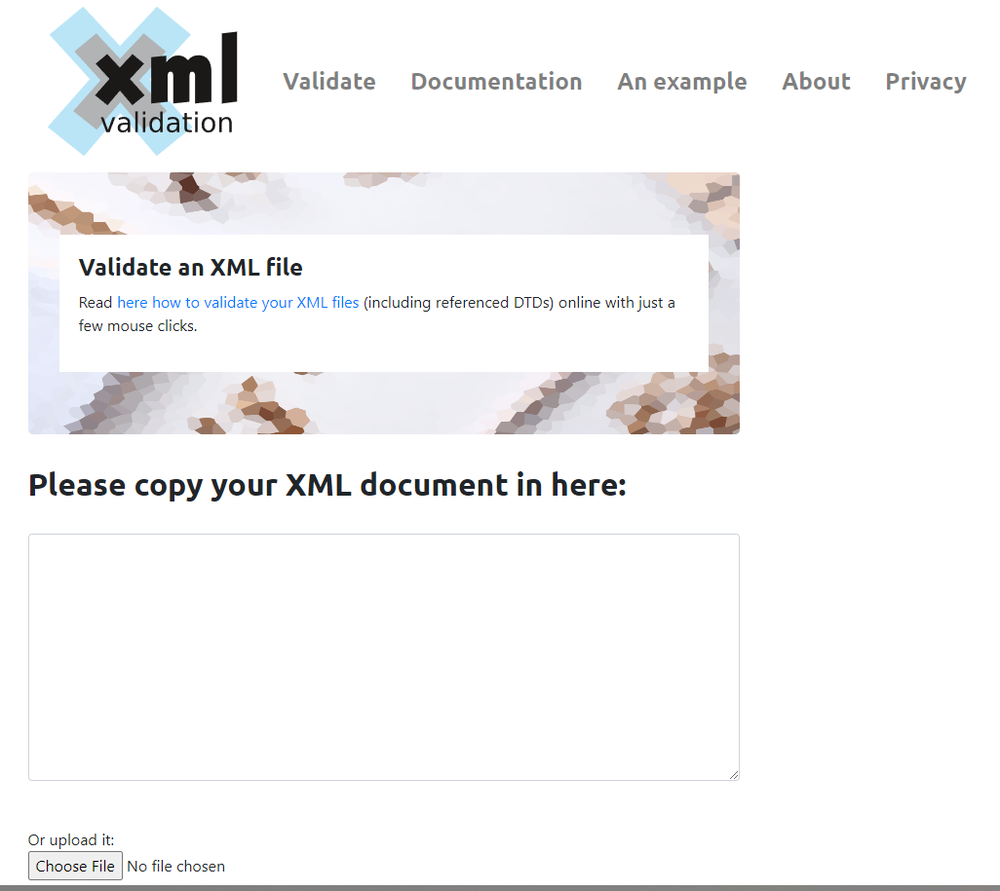 xml
validation
Validate Documentation An example About Privacy
Validate an XML file
Read here how to validate your XML files (including referenced DTDs) online with just a
few mouse clicks.
Please copy your XML document in here:
Or upload it:
Choose File No file chosen